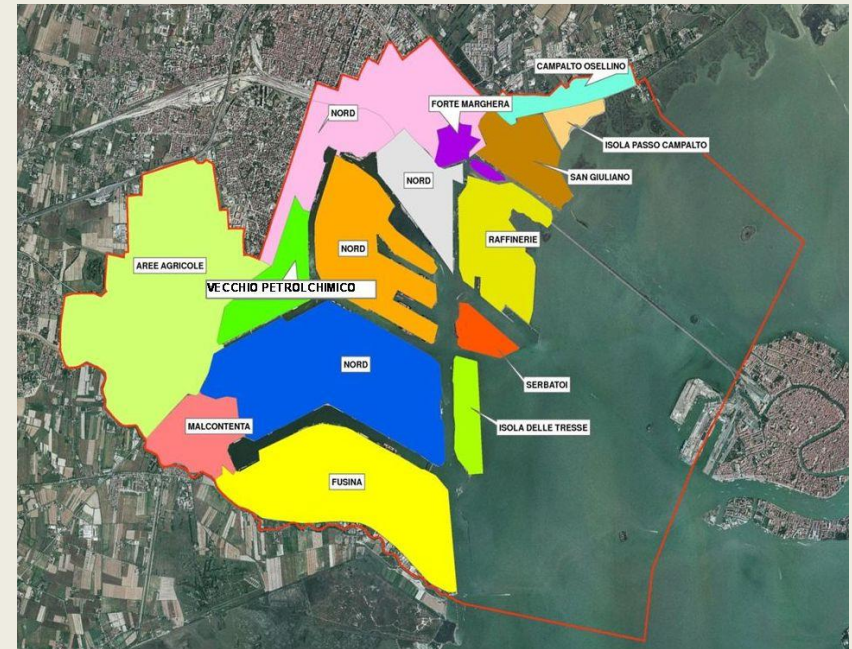 CAMPALTO OSELLINO
FORTE MARGHERA
NORD
ISOLA PASSO CAMPALTO
SAN GIULIANO
NORD
RAFFINERIE
NORD
AREE AGRICOLE
VECCHIO PETROLCHIMICO
NORD
SERBATOI
MALCONTENTA
ISOLA DELLE TRESSE
FUSINA